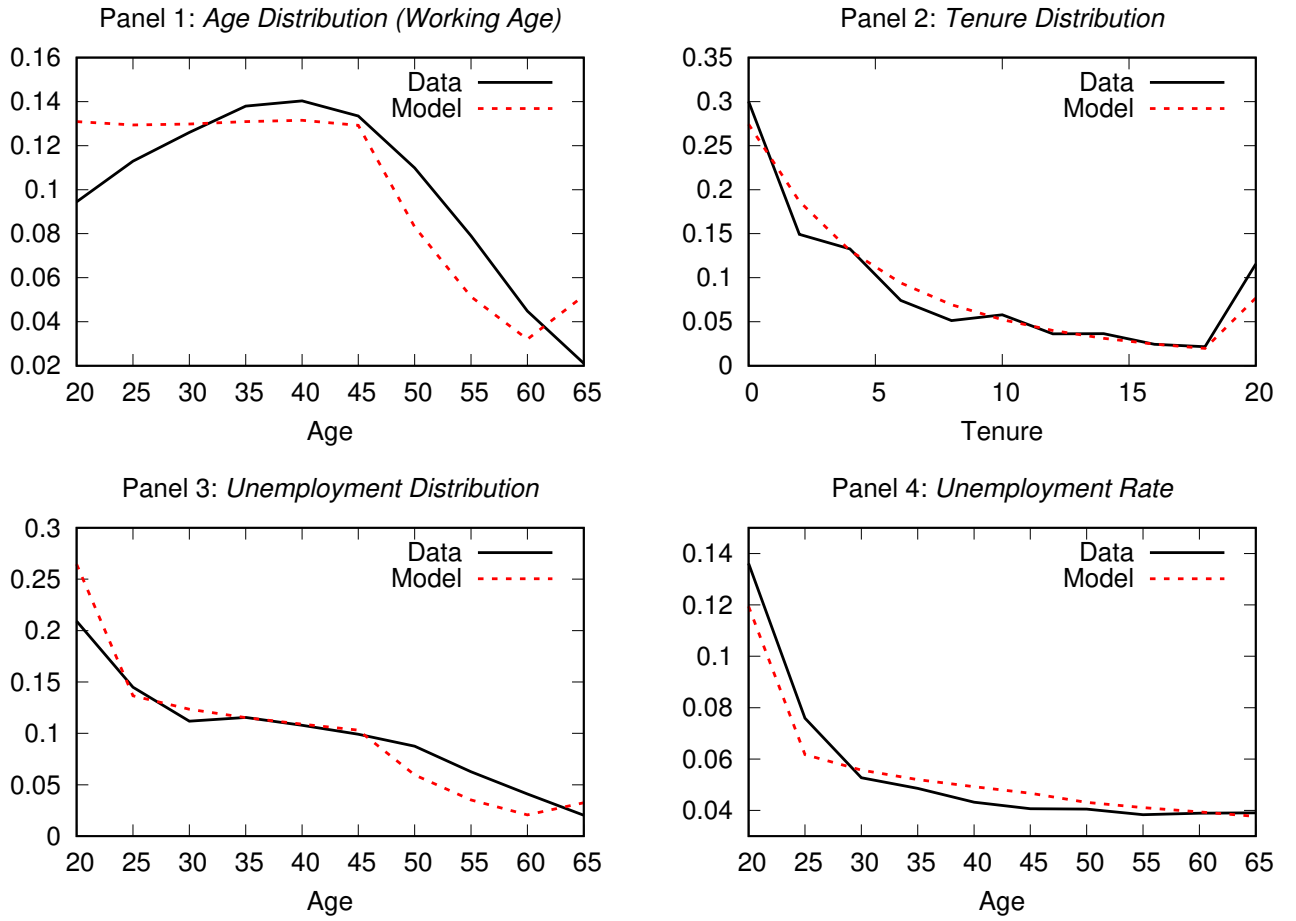 Panel 1: Age Distribution (Working Age)
0.16
0.14
0.12
0.1
0.08
0.06
0.04
0.02
20 25 30 35 40 45 50 55 60 65
Age
Data
Model
Panel 2: Tenure Distribution
0.35
0.3
0.25
0.2
0.15
0.1
0.05
0
0 5 10 15 20
Tenure
Data
Model
Panel 3: Unemployment Distribution
0.3
0.25
0.2
0.15
0.1
0.05
0
20 25 30 35 40 45 50 55 60 65
Age
Data
Model
Panel 4: Unemployment Rate
0.14
0.12
0.1
0.08
0.06
0.04
20 25 30 35 40 45 50 55 60 65
Age
Data
Model